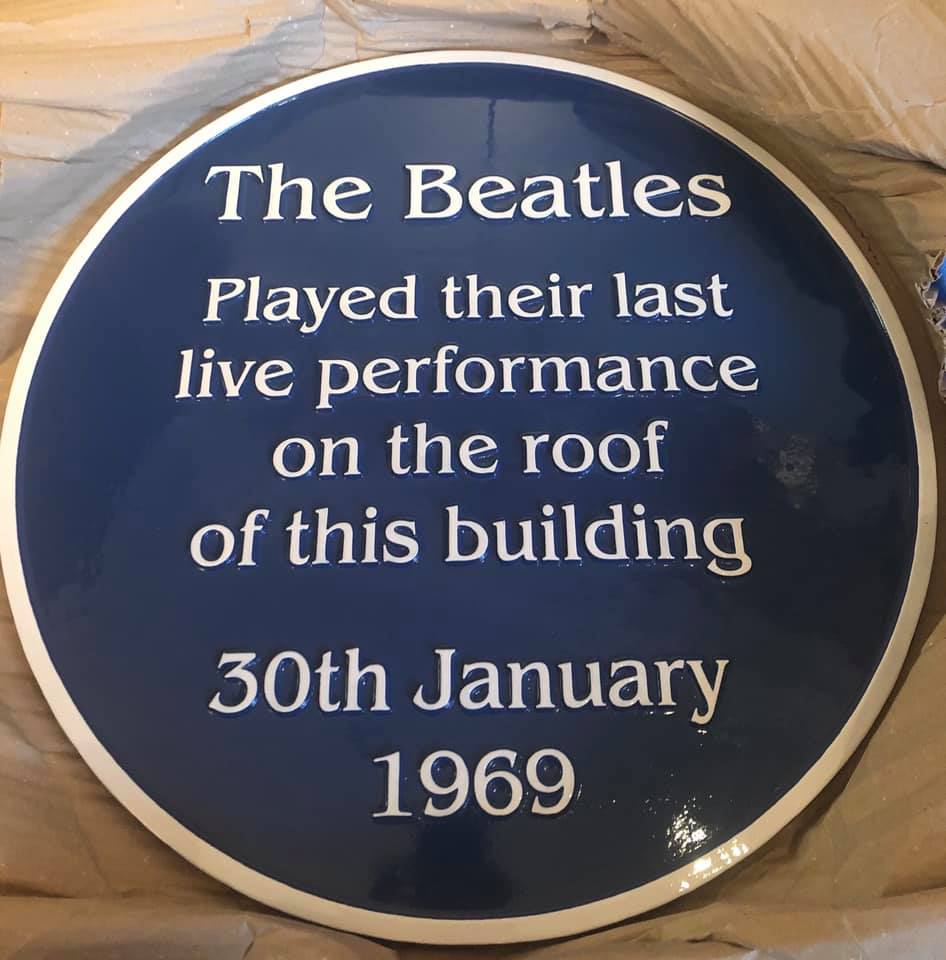 The Beatles
Played their last
live performance
on the roof
of this building
30th January
1969